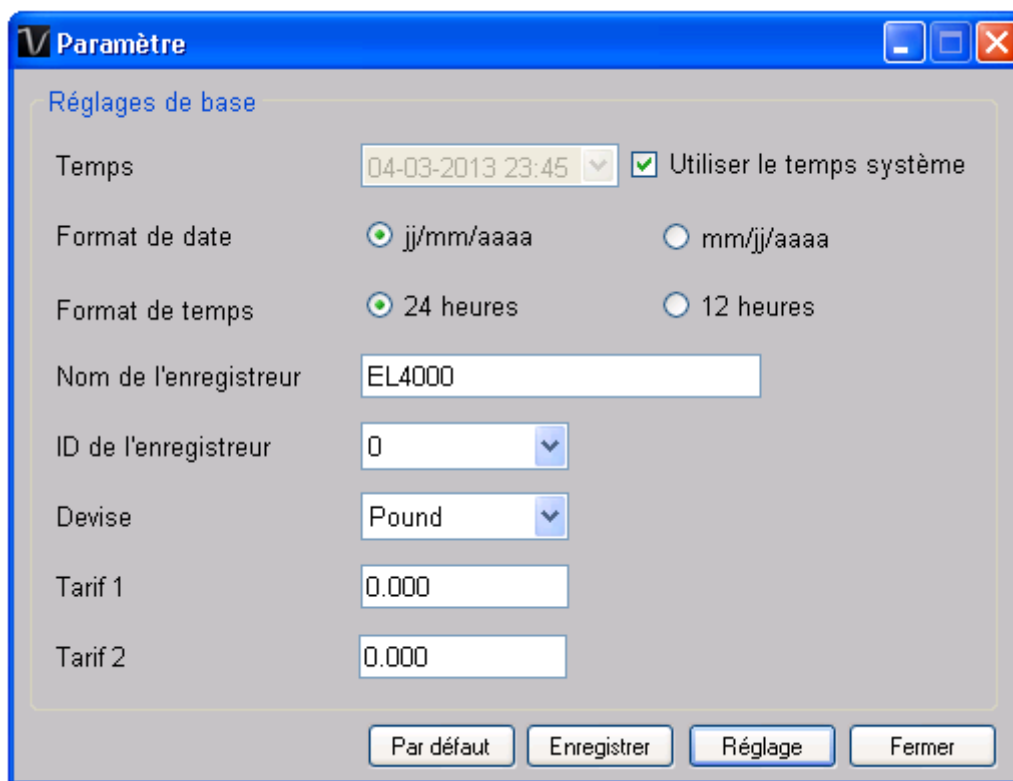 Paramètre
Réglages de base
Temps 04-03-2013 23:45 Utiliser le temps système
Format de date jj/mm/aaaa mm/jj/aaaa
Format de temps 24 heures 12 heures
Nom de l'enregistreur EL4000
ID de l'enregistreur 0
Devise Pound
Tarif 1 0.000
Tarif 2 0.000
Par défaut Enregistrer Réglage Fermer